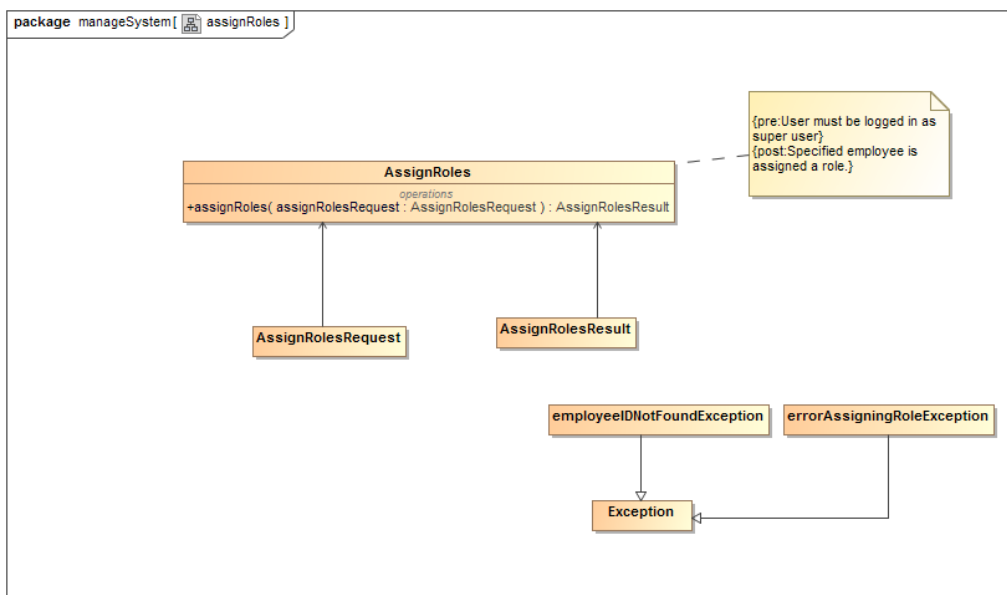 package manageSystem[ assignRoles ]
{pre:User must be logged in as
super user}
{post:Specified employee is
assigned a role.}
AssignRoles
operations
+assignRoles( assignRolesRequest : AssignRolesRequest ) : AssignRolesResult
AssignRolesRequest
AssignRolesResult
employeeIDNotFoundException
errorAssigningRoleException
Exception